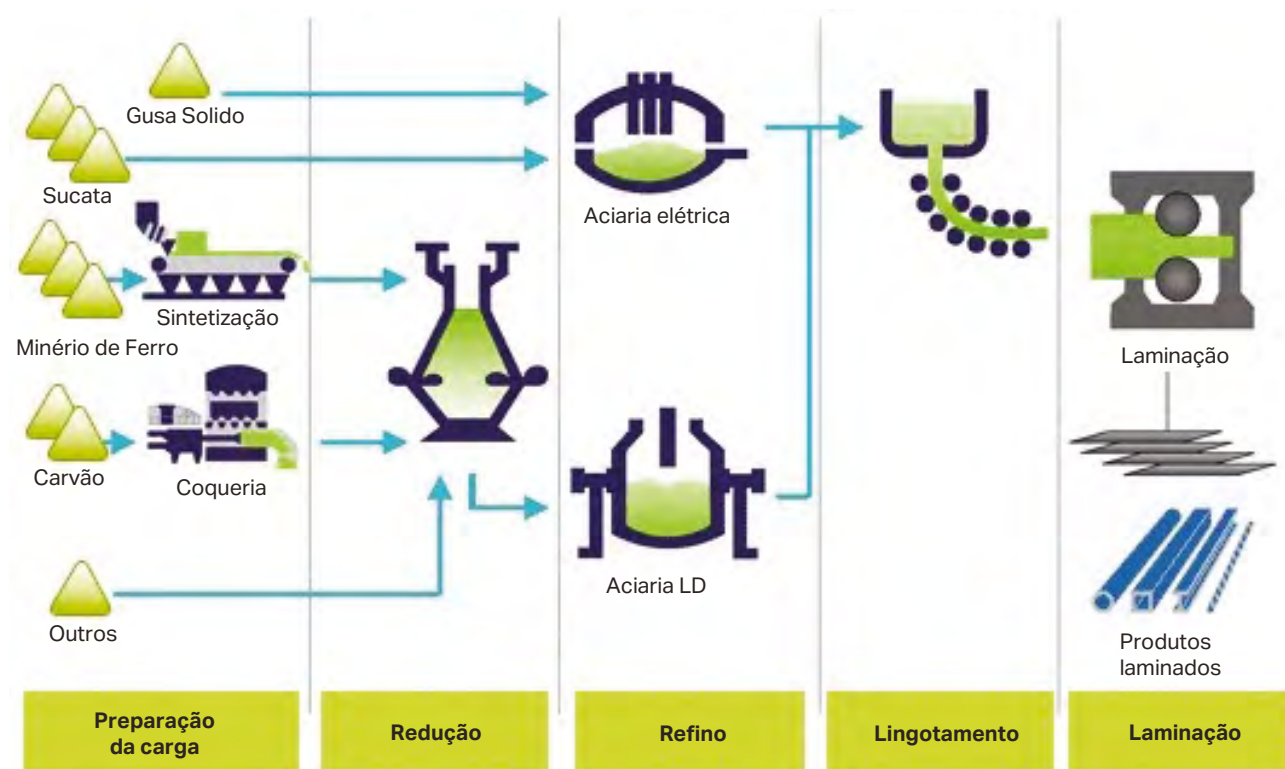 Gusa Solido
Sucata
Aciaria elétrica
Sintetização
Minério de Ferro
Laminação
Carvão
Coqueria
Aciaria LD
Outros
Produtos
laminados
Preparação
da carga
Redução
Refino
Lingotamento
Laminação